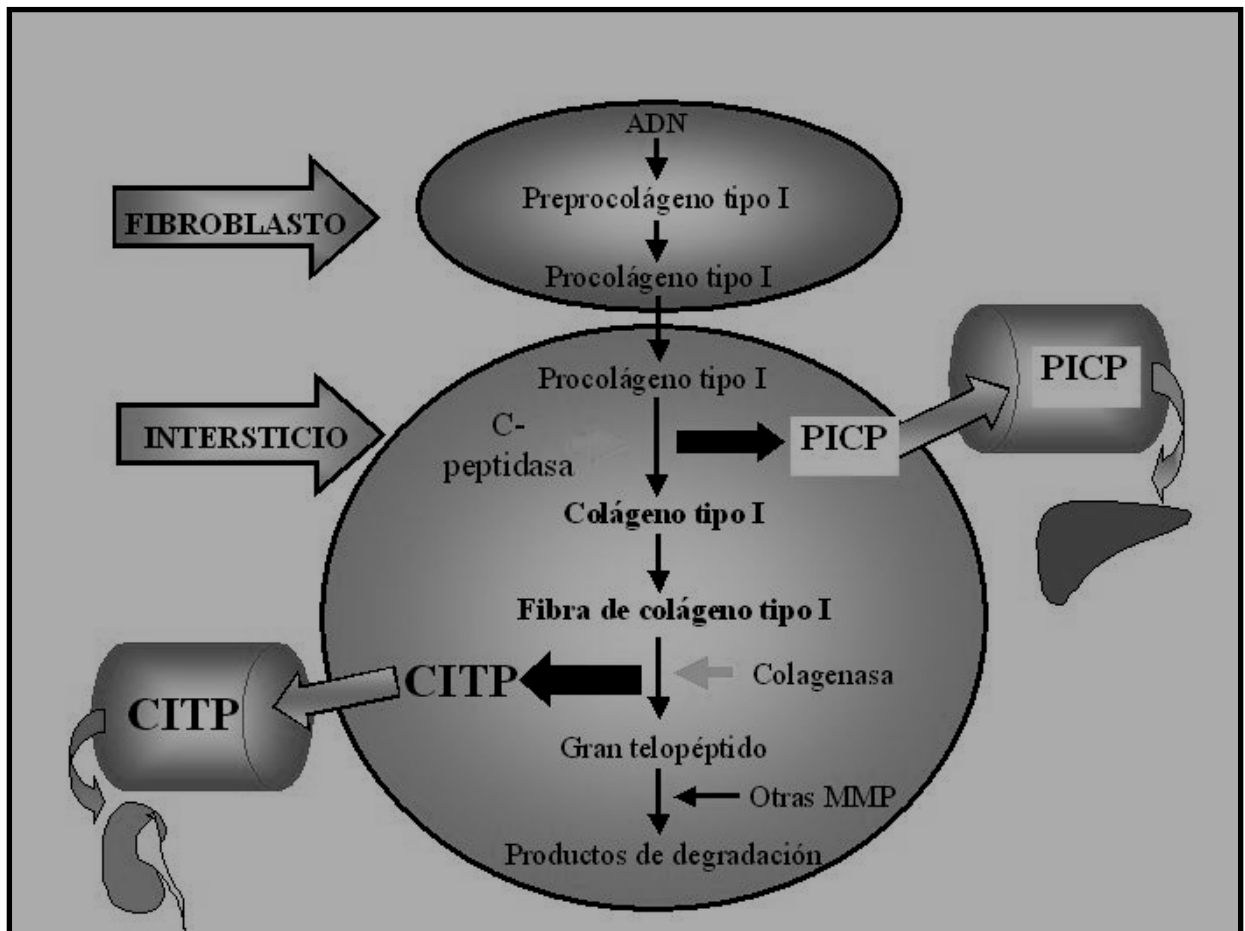 ADN
Preprocolágeno tipo I
FIBROBLASTO
Procolágeno tipo I
Procolágeno tipo I
PICP
INTERSTICIO
C-
peptidasa
PICP
Colágeno tipo I
Fibra de colágeno tipo I
Colagenasa
CITP
CITP
Gran telopéptido
Otras MMP
Productos de degradación